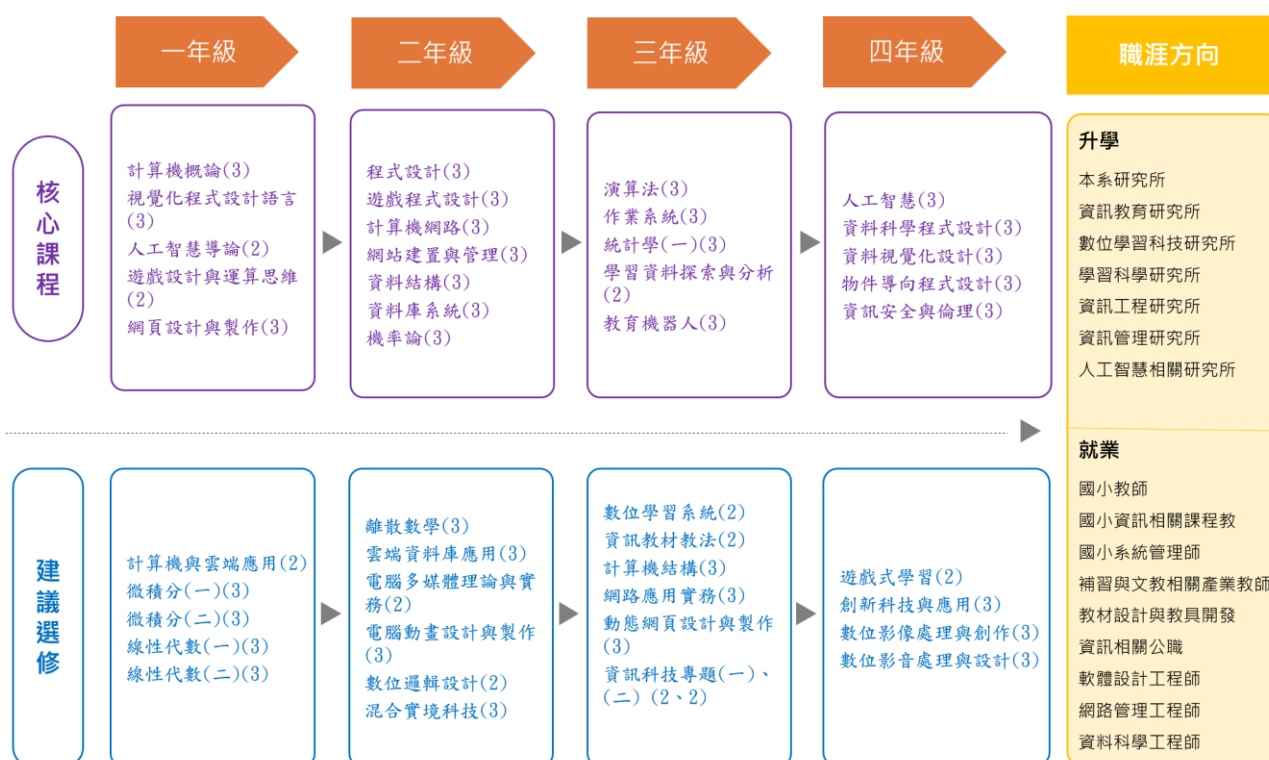 一年級
二年級
三年級
四年級
職涯方向
核心課程
計算機概論(3)
視覺化程式設計語言
(3)
人工智慧導論(2)
遊戲設計與運算思維
(2)
網頁設計與製作(3)
程式設計(3)
遊戲程式設計(3)
計算機網路(3)
網站建置與管理(3)
資料結構(3)
資料庫系統(3)
機率論(3)
演算法(3)
作業系統(3)
統計學(一)(3)
學習資料探索與分析
(2)
教育機器人(3)
人工智慧(3)
資料科學程式設計(3)
資料視覺化設計(3)
物件導向程式設計(3)
資訊安全與倫理(3)
升學
本系研究所
資訊教育研究所
數位學習科技研究所
學習科學研究所
資訊工程研究所
資訊管理研究所
人工智慧相關研究所
建議選修
計算機與雲端應用(2)
微積分(一)(3)
微積分(二)(3)
線性代數(一)(3)
線性代數(二)(3)
離散數學(3)
雲端資料庫應用(3)
電腦多媒體理論與實
務(2)
電腦動畫設計與製作
(3)
數位邏輯設計(2)
混合實境科技(3)
數位學習系統(2)
資訊教材教法(2)
計算機結構(3)
網路應用實務(3)
動態網頁設計與製作
(3)
資訊科技專題(一)、
(二) (2、2)
遊戲式學習(2)
創新科技與應用(3)
數位影像處理與創作(3)
數位影音處理與設計(3)
就業
國小教師
國小資訊相關課程教
國小系統管理師
補習與文教相關產業教師
教材設計與教具開發
資訊相關公職
軟體設計工程師
網路管理工程師
資料科學工程師